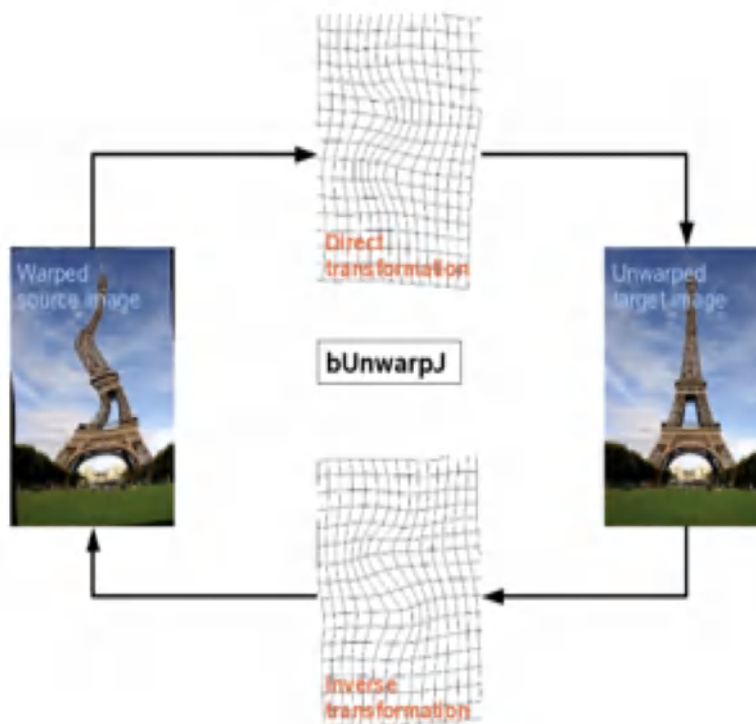 Direct
transformation
Warped
source image
Unwarped
target image
bUnwarpJ
Inverse
transformation